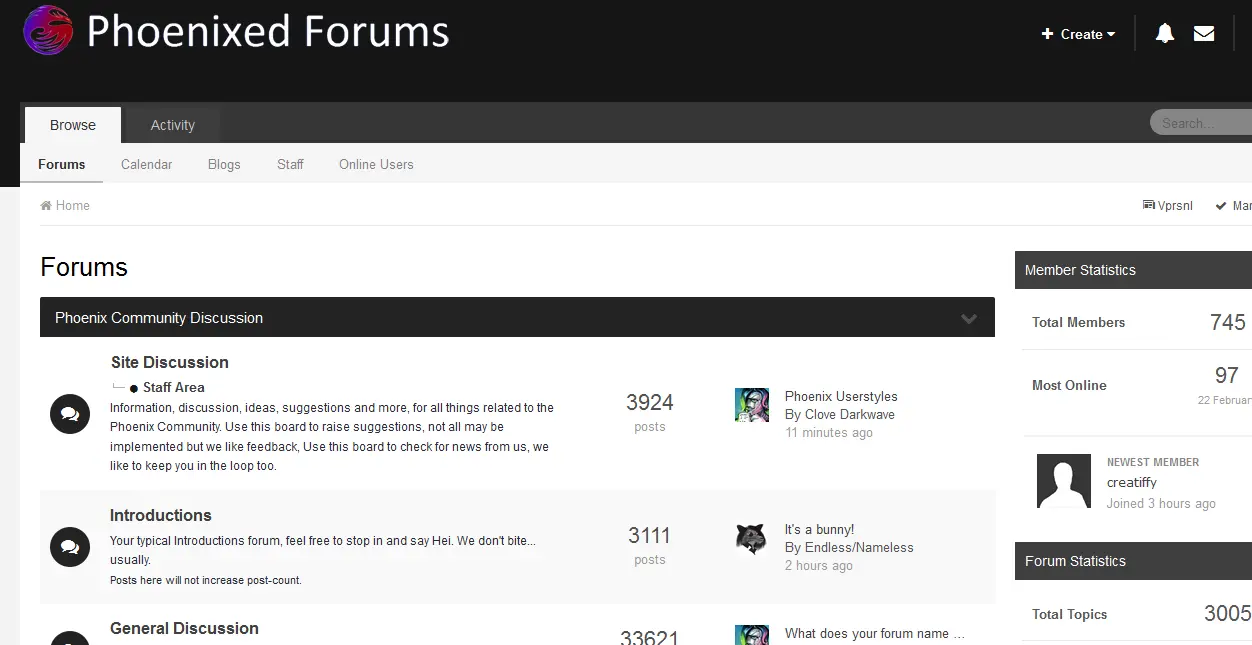 Phoenixed Forums
Create
Browse
Activity
Search...
Forums
Calendar
Blogs
Staff
Online Users
Home
Vprsnl
Forums
Phoenix Community Discussion
Site Discussion
Staff Area
Information, discussion, ideas, suggestions and more, for all things related to the
Phoenix Community. Use this board to raise suggestions, not all may be
implemented but we like feedback, Use this board to check for news from us, we
like to keep you in the loop too.
3924
posts
Phoenix Userstyles
By Clove Darkwave
11 minutes ago
Introductions
Your typical Introductions forum, feel free to stop in and say Hei. We don't bite...
usually.
Posts here will not increase post-count.
3111
posts
It's a bunny!
By Endless/Nameless
2 hours ago
General Discussion
33621
What does your forum name ...
Member Statistics
Total Members
745
Most Online
97
22 Februar
NEWEST MEMBER
creatiffy
Joined 3 hours ago
Forum Statistics
Total Topics
3005